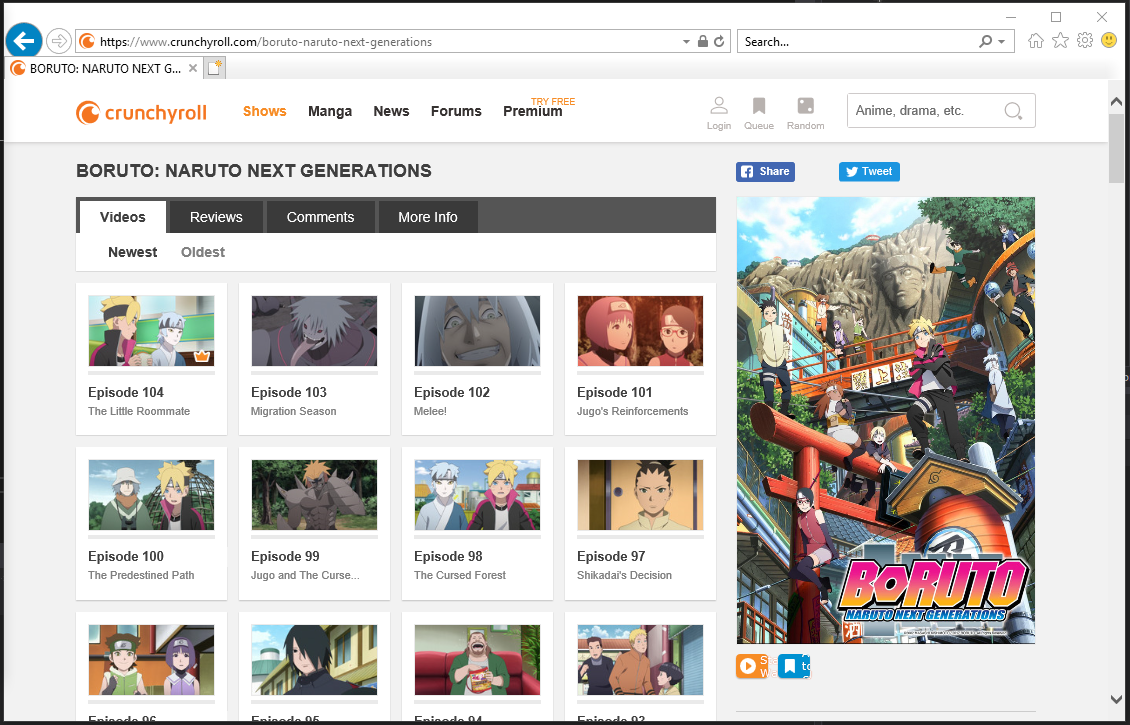 https://www.crunchyroll.com/boruto-naruto-next-generations
Search...
BORUTO: NARUTO NEXT G...
crunchyroll
Shows
Manga
News
Forums
Premium
TRY FREE
Login
Queue
Random
Anime, drama, etc.
BORUTO: NARUTO NEXT GENERATIONS
Share
Tweet
Videos
Reviews
Comments
More Info
Newest
Oldest
Episode 104
The Little Roommate
Episode 103
Migration Season
Episode 102
Melee!
Episode 101
Jugo's Reinforcements
Episode 100
The Predestined Path
Episode 99
Jugo and The Curse...
Episode 98
The Cursed Forest
Episode 97
Shikadai's Decision
Episode 96
Episode 95
Episode 94
Episode 93
BORUTO
NARUTO NEXT GENERATIONS